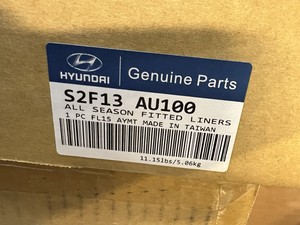 HYUNDAI
Genuine Parts
S2F13 AU100
ALL SEASON FITTED LINERS
1 PC FL15 AYMT MADE IN TAIWAN
11.15lbs/5.06kg